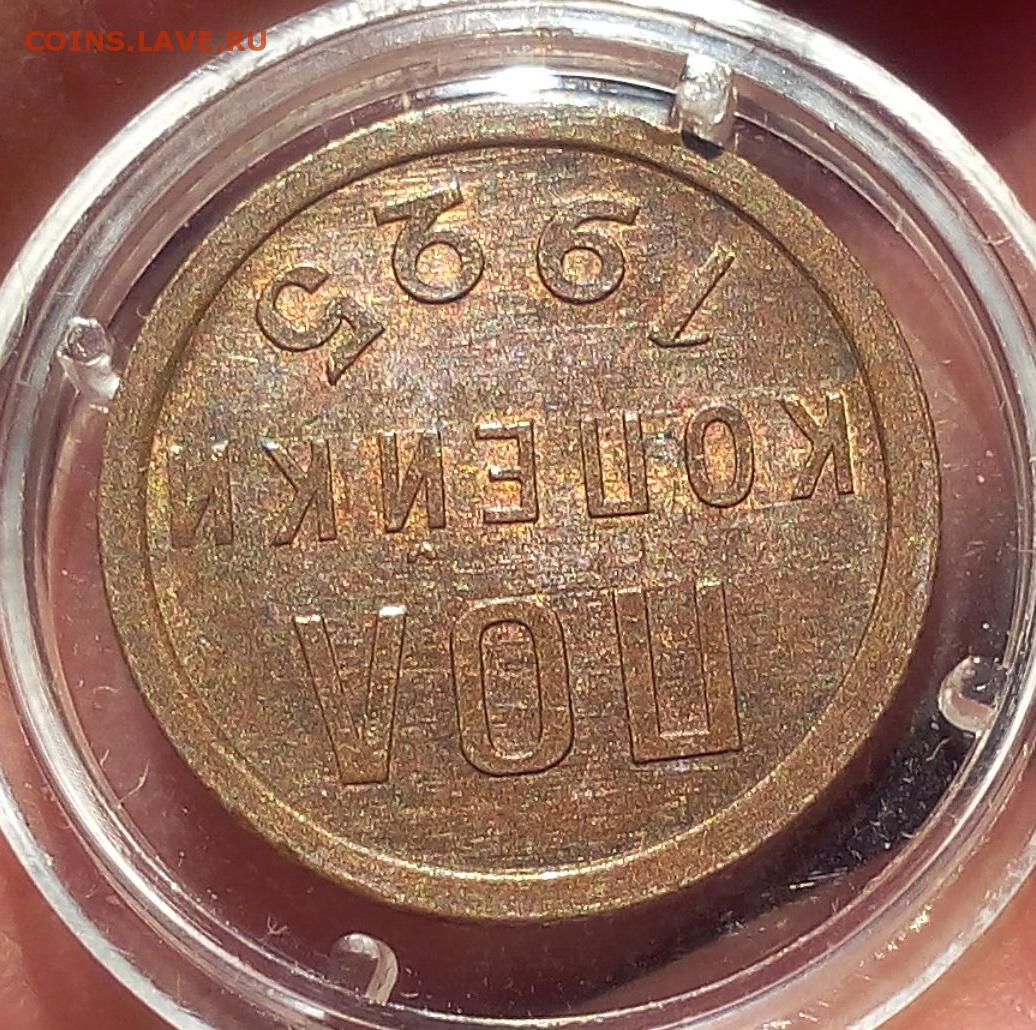 COINS.LAVE.RU
ПОЛ
КОПЕЙКИ
1925